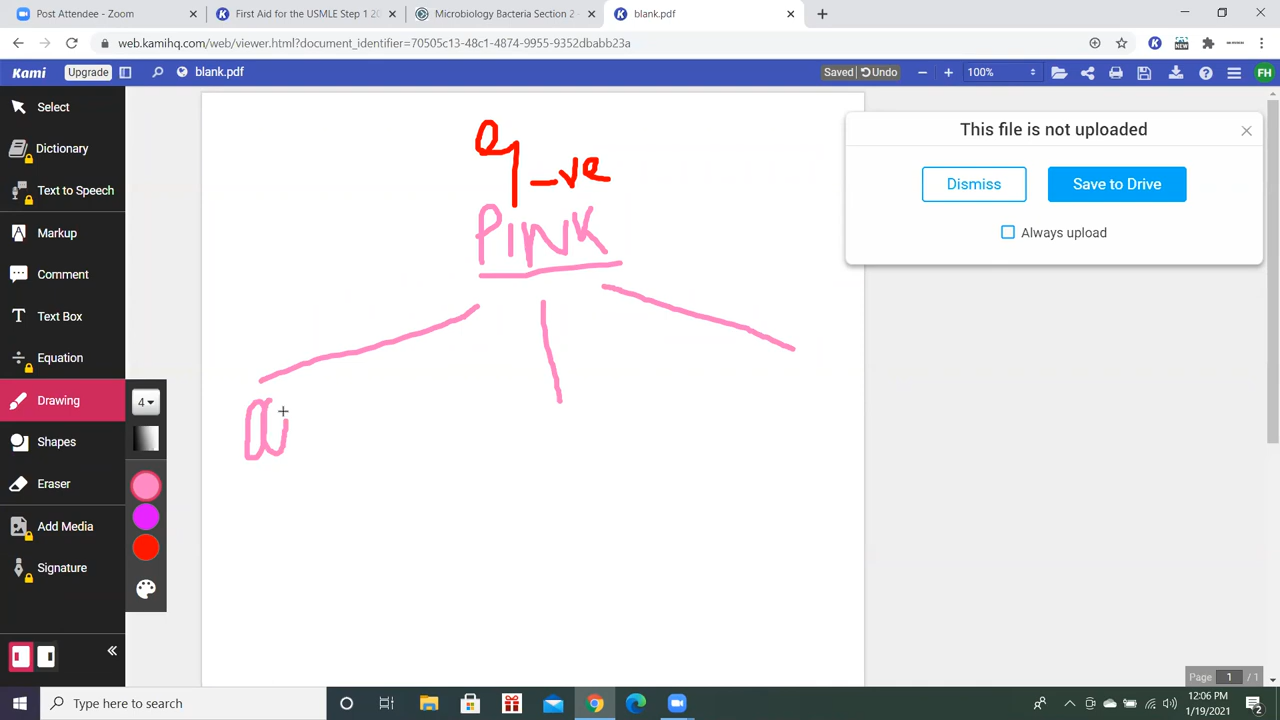 Post Attendee - Zoom
First Aid for the USMLE Step 1 20
Microbiology Bacteria Section 2 -
blank.pdf
web.kamihq.com/web/viewer.html?document_identifier=70505c13-48c1-4874-9955-9352dbabb23a
Kami
Upgrade
blank.pdf
Saved
Undo
100%
FH
Select
Dictionary
Text to Speech
Markup
Comment
Text Box
Equation
Drawing
Shapes
Eraser
Add Media
Signature
4
This file is not uploaded
Dismiss
Save to Drive
Always upload
-ve
PINK
Page 1 / 1
Type here to search
12:06 PM
1/19/2021
2